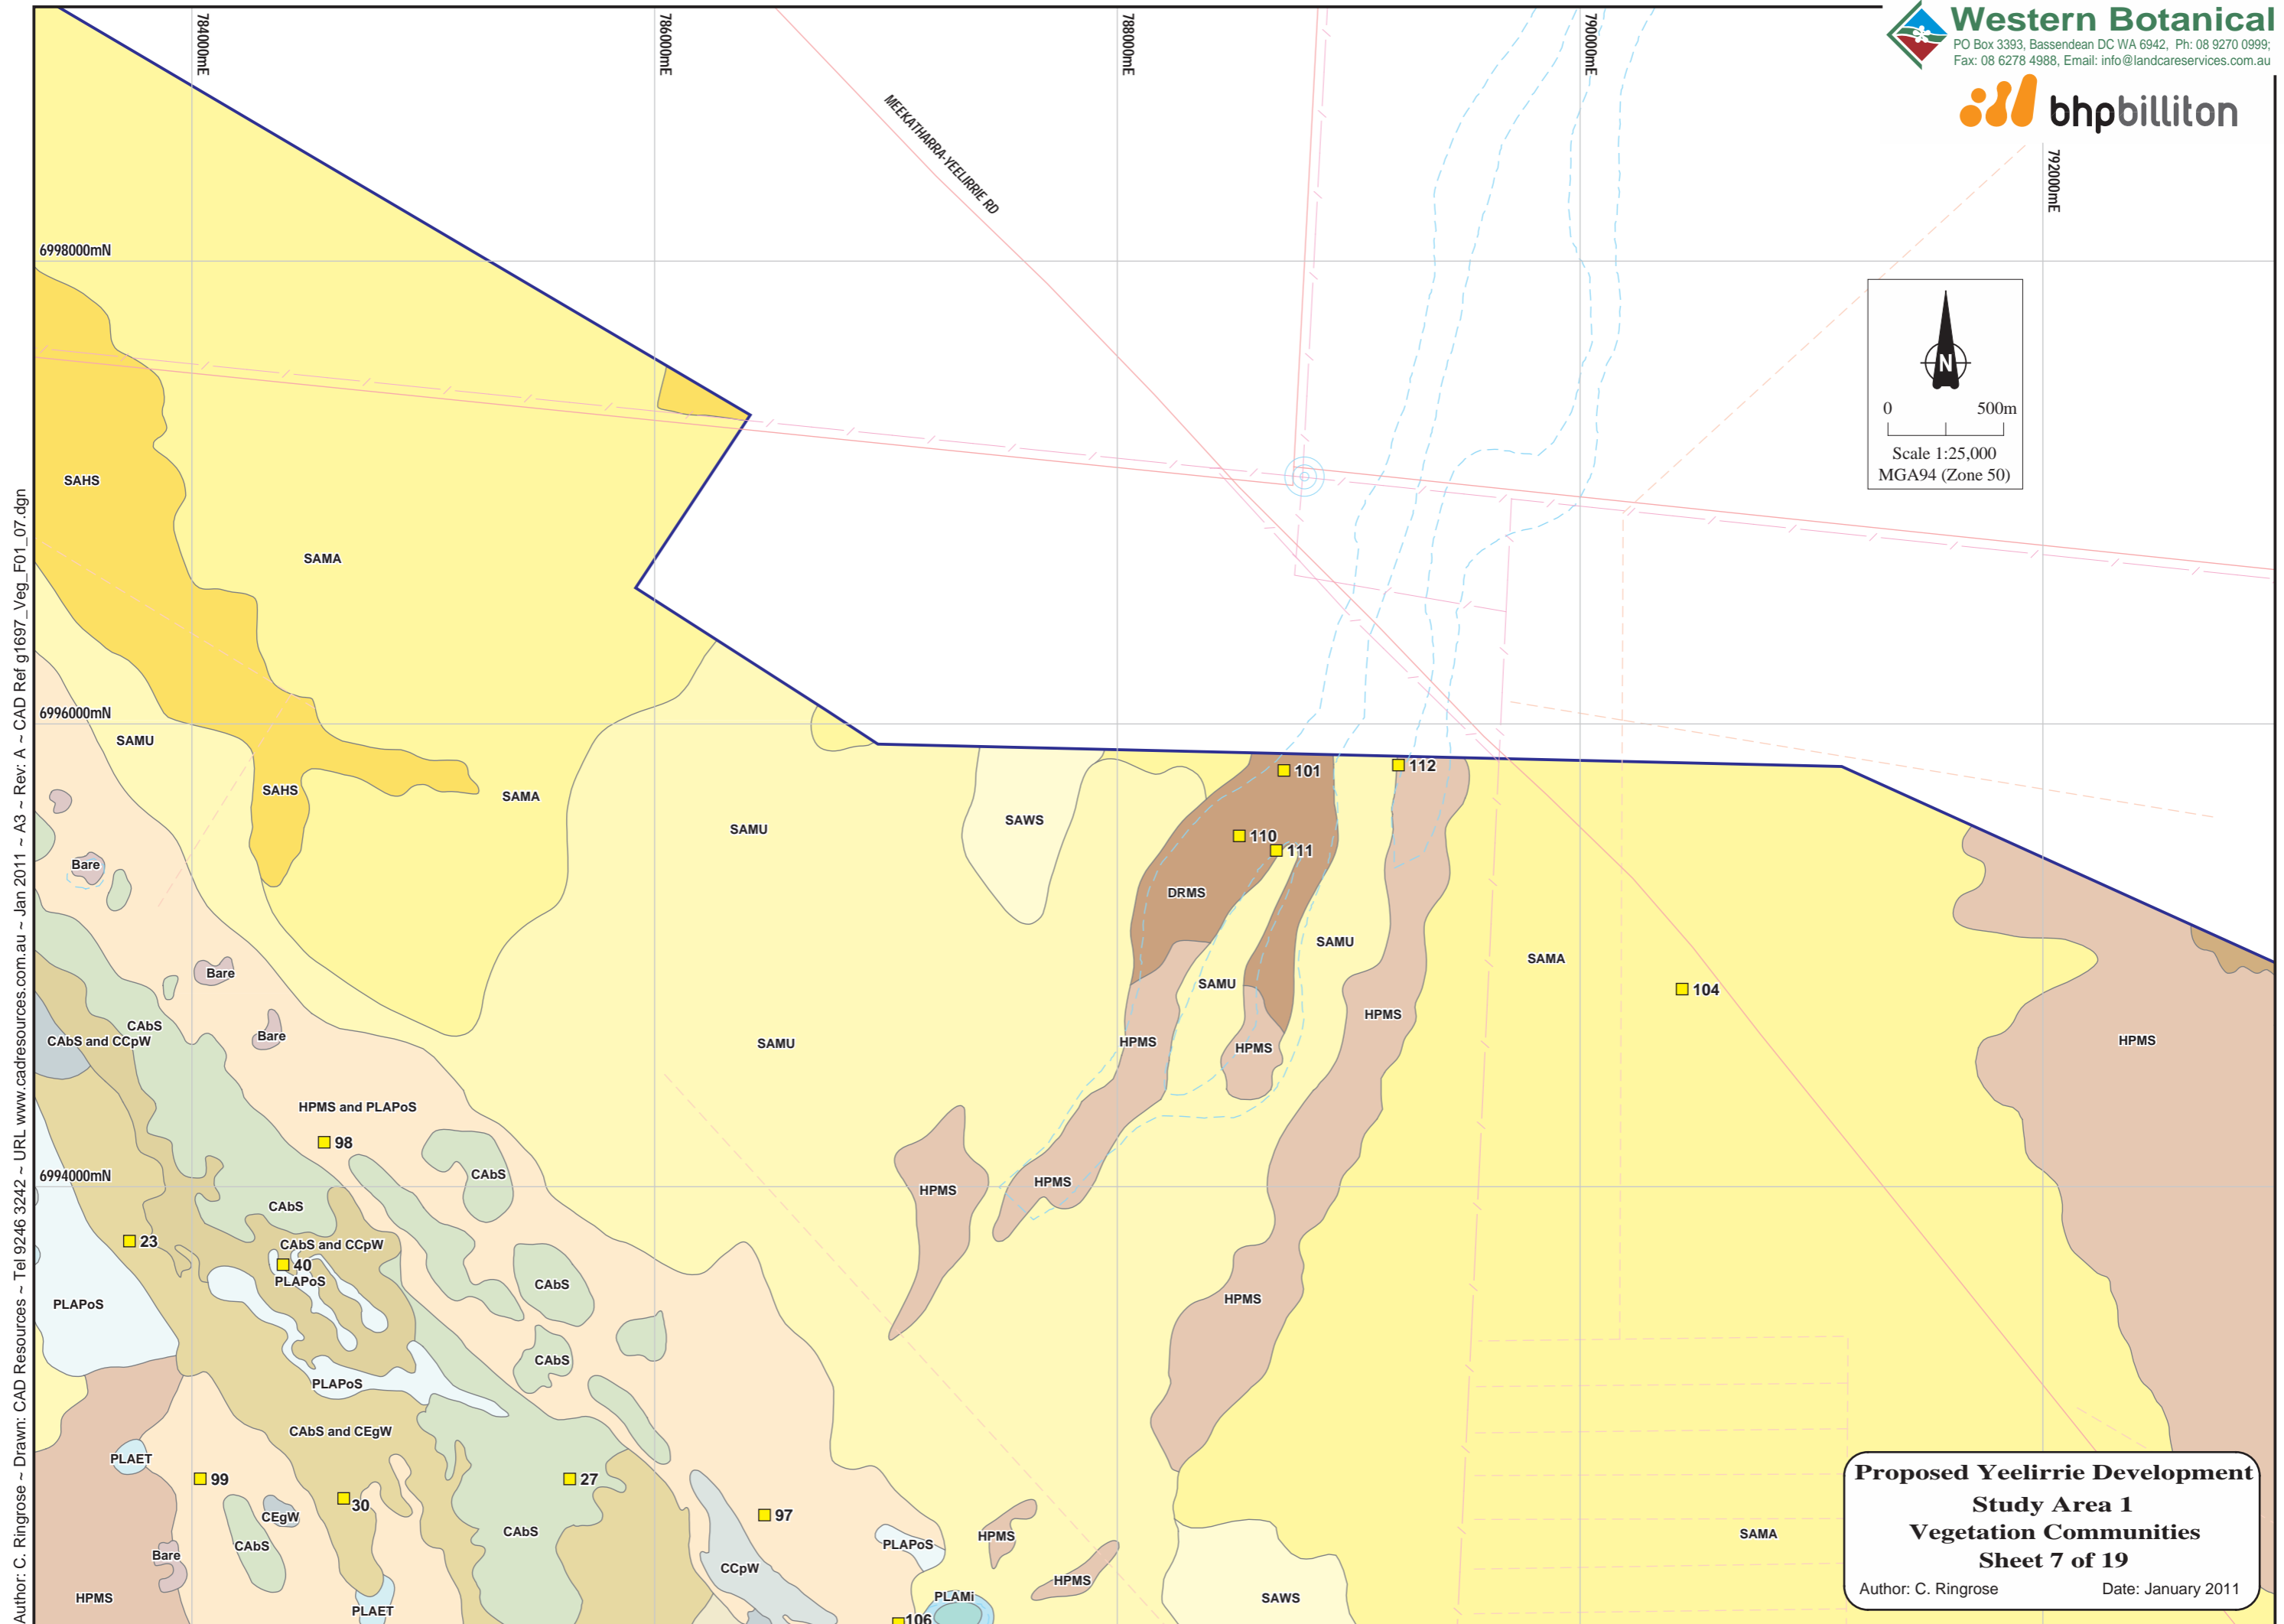 784000mE
786000mE
788000mE
790000mE
792000mE
Western Botanical
PO Box 3393, Bassendean DC WA 6942, Ph: 08 9270 0999;
Fax: 08 6278 4988, Email: info@landcareservices.com.au
bhpbilliton
MEEKATHARRA-YEELIRRIE RD
6998000mN
N
0 500m
Scale 1:25,000
MGA94 (Zone 50)
SAHS
SAMA
6996000mN
SAMU
SAHS
SAMA
SAMU
SAWS
101
112
110
111
Bare
DRMS
SAMU
SAMA
SAMU
104
Bare
CAbS
Bare
CAbS and CCpW
SAMU
HPMS
HPMS
HPMS
HPMS
HPMS and PLAPoS
98
6994000mN
CAbS
HPMS
HPMS
CAbS
23
CAbS and CCpW
40
PLAPoS
CAbS
PLAPoS
HPMS
CAbS
PLAPoS
CAbS and CEgW
PLAET
99
30
27
97
CEgW
CAbS
CAbS
PLAPoS
HPMS
SAMA
Bare
CCpW
HPMS
HPMS
PLAET
PLAMi
106
SAWS
Proposed Yeelirrie Development
Study Area 1
Vegetation Communities
Sheet 7 of 19
Author: C. Ringrose Date: January 2011
Author: C. Ringrose ~ Drawn: CAD Resources ~ Tel 9246 3242 ~ URL www.cadresources.com.au ~ Jan 2011 ~ A3 ~ Rev: A ~ CAD Ref g1697_Veg_F01_07.dgn